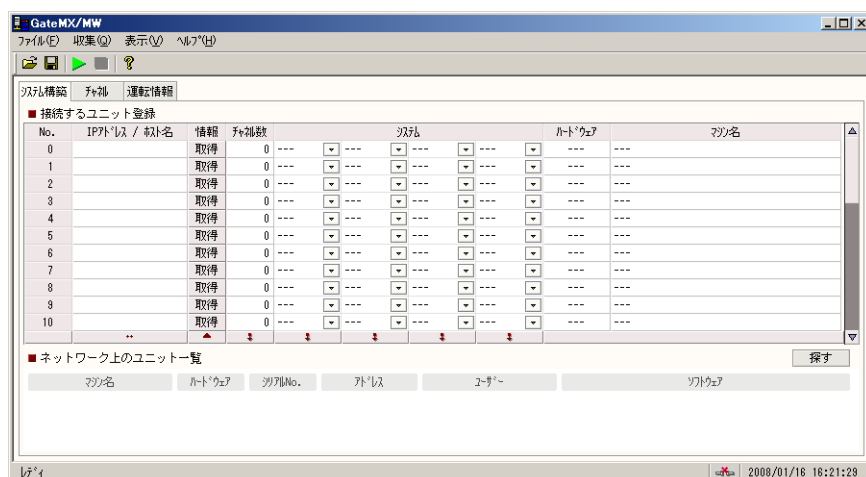 GateMX/MW
ﾌｧｲﾙ(F) 収集(Q) 表示(V) ﾍﾙﾌﾟ(H)
ｼｽﾃﾑ構築 ﾁｬﾈﾙ 運転情報
■ 接続するユニット登録
No. IPｱﾄﾞﾚｽ / ﾎｽﾄ名 情報 ﾁｬﾈﾙ数 ｼｽﾃﾑ ﾊｰﾄﾞｳｪｱ ﾏｼﾝ名
0 取得 0 --- --- --- --- --- ---
1 取得 0 --- --- --- --- --- ---
2 取得 0 --- --- --- --- --- ---
3 取得 0 --- --- --- --- --- ---
4 取得 0 --- --- --- --- --- ---
5 取得 0 --- --- --- --- --- ---
6 取得 0 --- --- --- --- --- ---
7 取得 0 --- --- --- --- --- ---
8 取得 0 --- --- --- --- --- ---
9 取得 0 --- --- --- --- --- ---
10 取得 0 --- --- --- --- --- ---
■ ネットワーク上のユニット一覧 探す
ﾏｼﾝ名 ﾊｰﾄﾞｳｪｱ ｼﾘｱﾙNo. ｱﾄﾞﾚｽ ﾕｰｻﾞｰ ｿﾌﾄｳｪｱ
ﾚﾃﾞｨ 2008/01/16 16:21:29